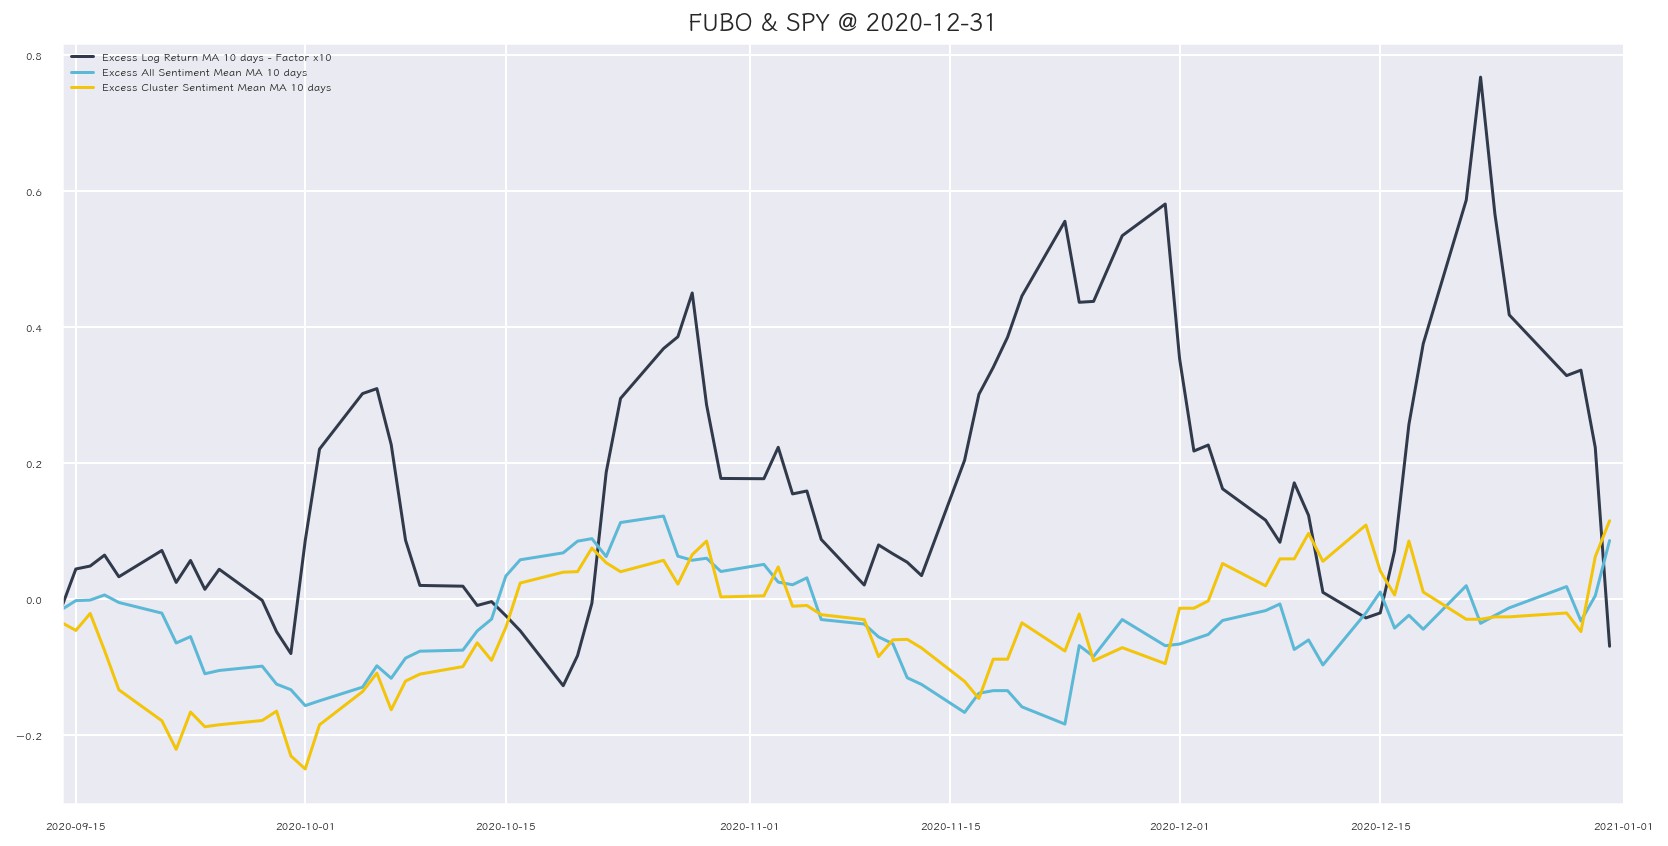 FUBO & SPY @ 2020-12-31
Excess Log Return MA 10 days - Factor x10
Excess All Sentiment Mean MA 10 days
Excess Cluster Sentiment Mean MA 10 days
0.8
0.6
0.4
0.2
0.0
−0.2
2020-09-15 2020-10-01 2020-10-15 2020-11-01 2020-11-15 2020-12-01 2020-12-15 2021-01-01